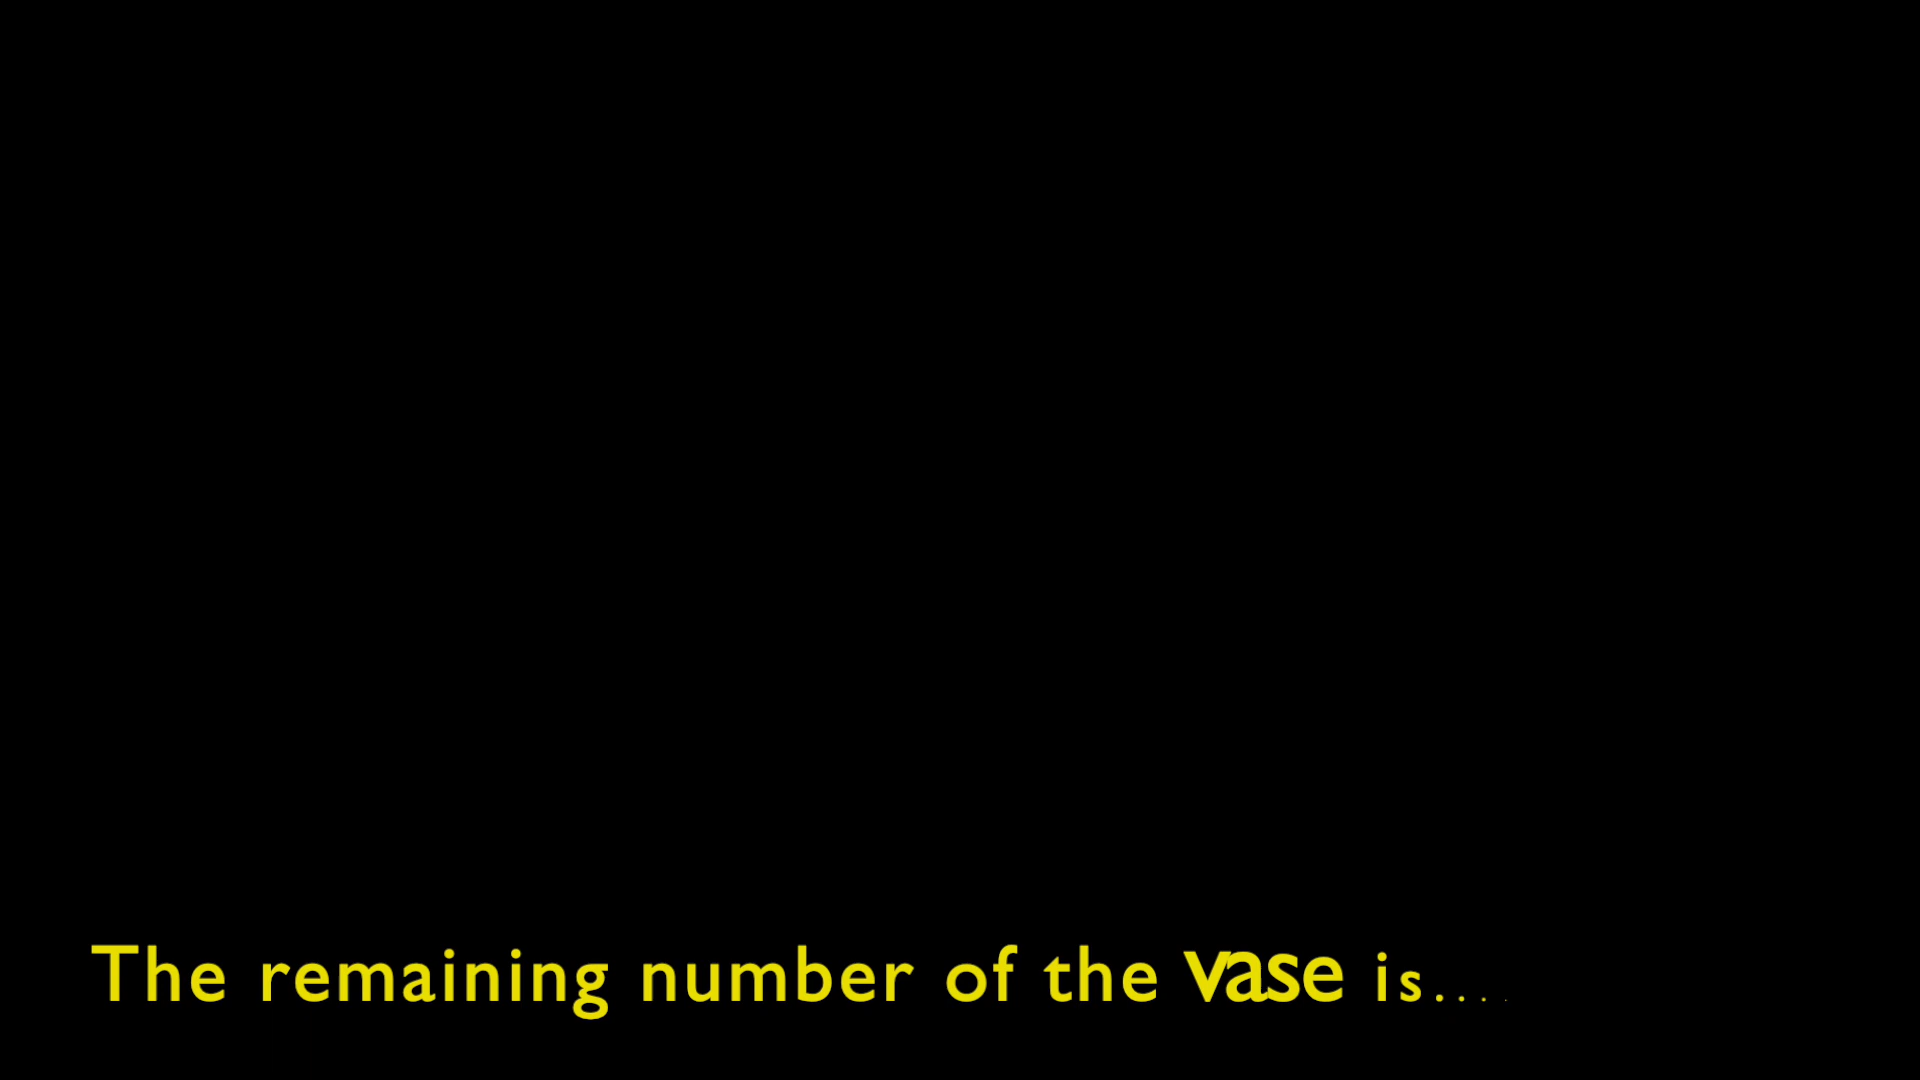 The remaining number of the vase is....